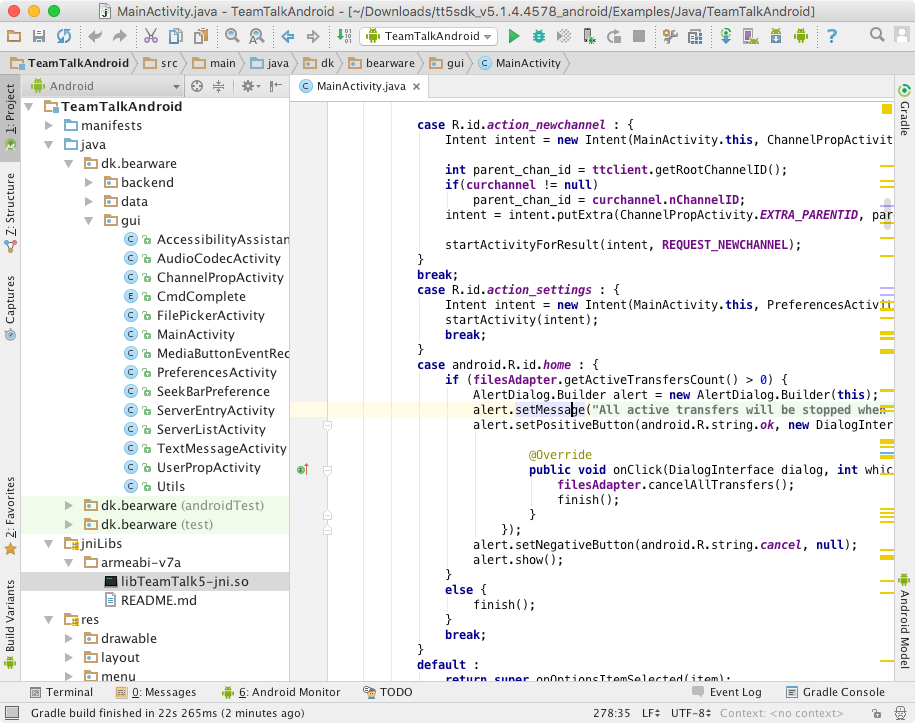 MainActivity.java - TeamTalkAndroid - [~/Downloads/tt5sdk_v5.1.4.4578_android/Examples/Java/TeamTalkAndroid]
TeamTalkAndroid
TeamTalkAndroid src main java dk bearware gui MainActivity
1: Project
Z: Structure
Captures
2: Favorites
Build Variants
Android
TeamTalkAndroid
manifests
java
dk.bearware
backend
data
gui
AccessibilityAssistan
AudioCodecActivity
ChannelPropActivity
CmdComplete
FilePickerActivity
MainActivity
MediaButtonEventRec
PreferencesActivity
SeekBarPreference
ServerEntryActivity
ServerListActivity
TextMessageActivity
UserPropActivity
Utils
dk.bearware (androidTest)
dk.bearware (test)
jniLibs
armeabi-v7a
libTeamTalk5-jni.so
README.md
res
drawable
layout
menu
MainActivity.java
case R.id.action_newchannel : {
Intent intent = new Intent(MainActivity.this, ChannelPropActivit
int parent_chan_id = ttclient.getRootChannelID();
if(curchannel != null)
parent_chan_id = curchannel.nChannelID;
intent = intent.putExtra(ChannelPropActivity.EXTRA_PARENTID, par
startActivityForResult(intent, REQUEST_NEWCHANNEL);
}
break;
case R.id.action_settings : {
Intent intent = new Intent(MainActivity.this, PreferencesActivi
startActivity(intent);
break;
}
case android.R.id.home : {
if (filesAdapter.getActiveTransfersCount() > 0) {
AlertDialog.Builder alert = new AlertDialog.Builder(this);
alert.setMessage("All active transfers will be stopped when
alert.setPositiveButton(android.R.string.ok, new DialogInter
@Override
public void onClick(DialogInterface dialog, int whic
filesAdapter.cancelAllTransfers();
finish();
}
});
alert.setNegativeButton(android.R.string.cancel, null);
alert.show();
}
else {
finish();
}
break;
}
default :
return super.onOptionsItemSelected(item);
Gradle
Android Model
Terminal 0: Messages 6: Android Monitor TODO Event Log Gradle Console
Gradle build finished in 22s 265ms (2 minutes ago) 278:35 LF÷ UTF-8÷ Context: <no context>